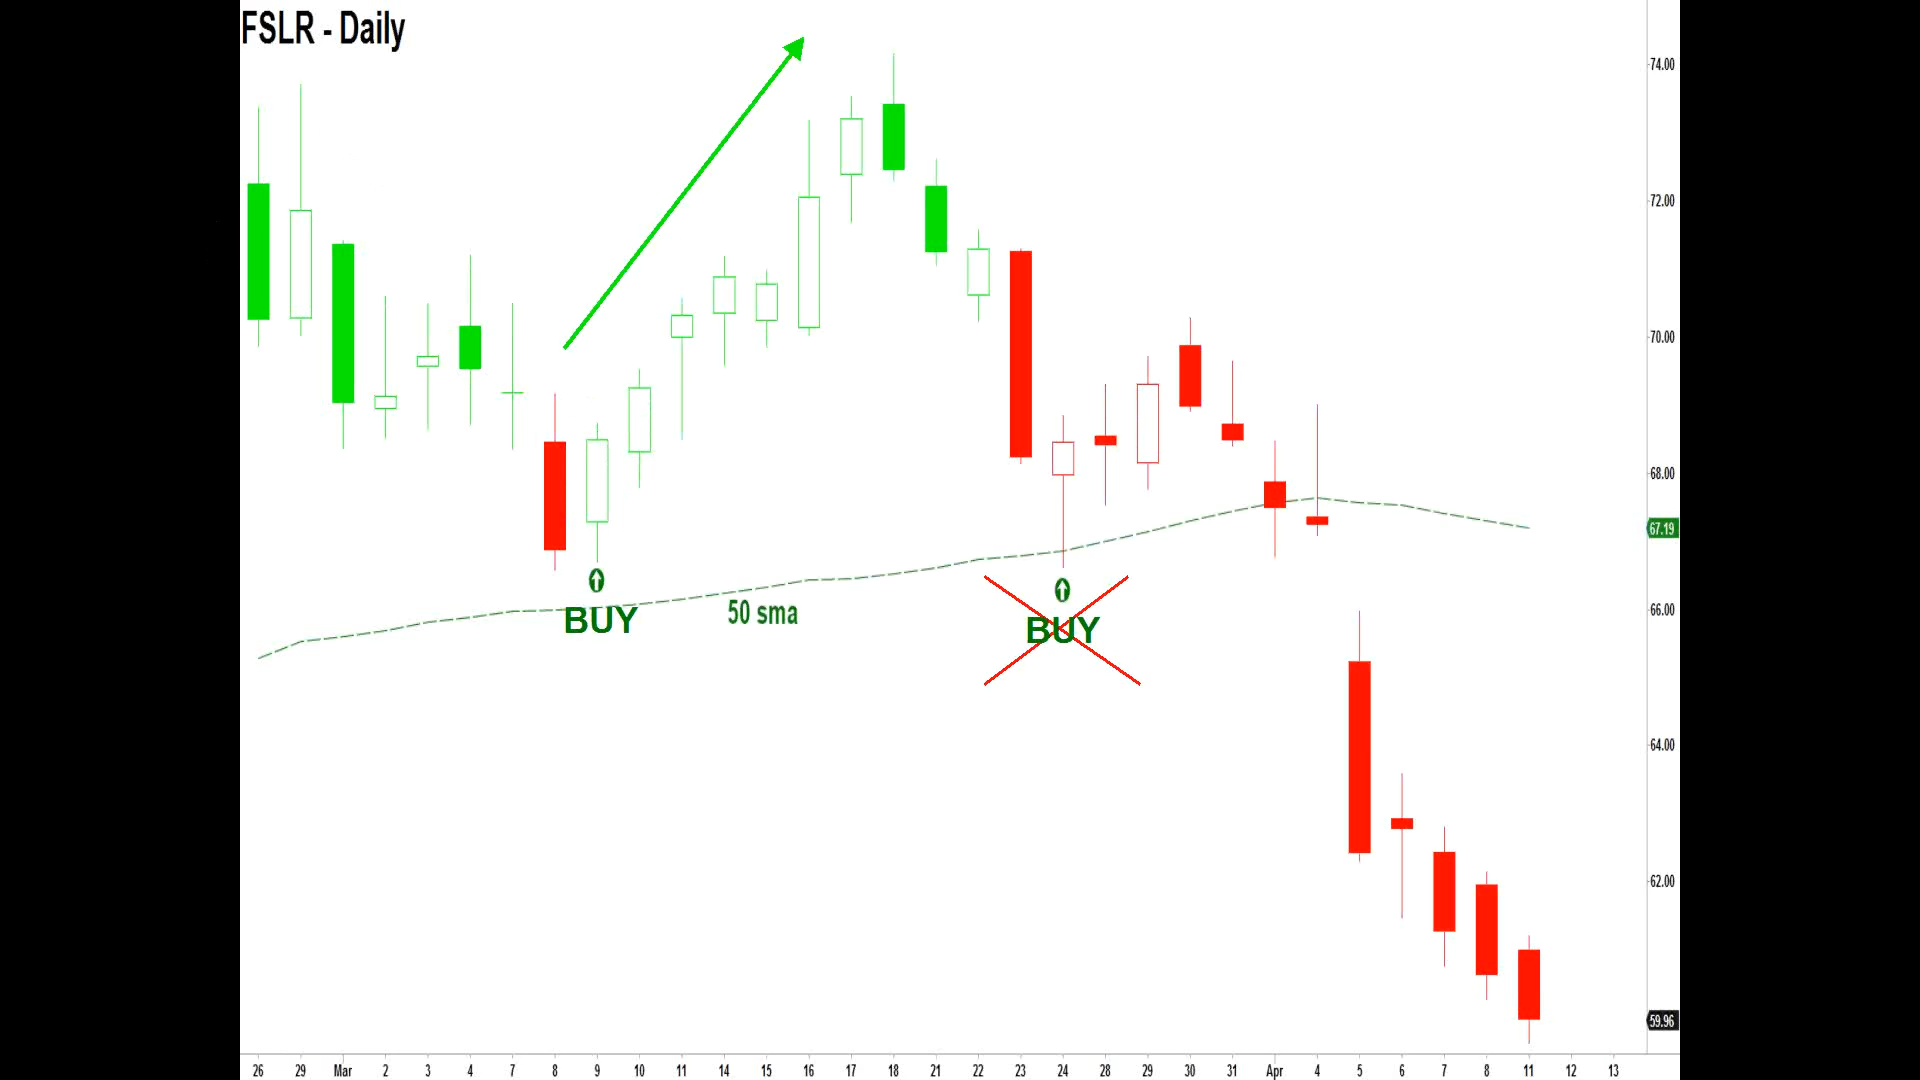 FSLR - Daily
74.00
72.00
70.00
68.00
67.19
66.00
64.00
62.00
59.96
BUY
50 sma
BUY
26 29 Mar 2 3 4 7 8 9 10 11 14 15 16 17 18 21 22 23 24 28 29 30 31 Apr 4 5 6 7 8 11 12 13